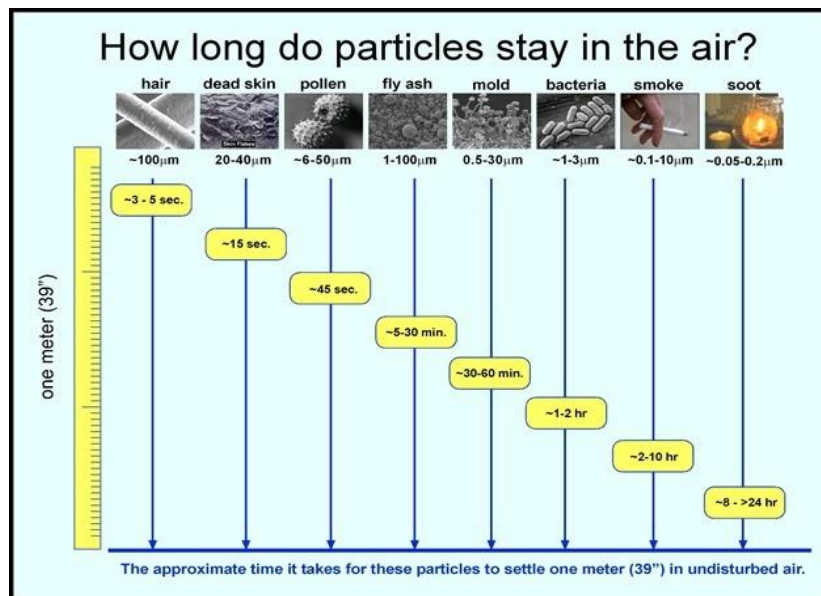 How long do particles stay in the air?
hair dead skin pollen fly ash mold bacteria smoke soot
Skin Flakes
~100μm 20-40μm ~6-50μm 1-100μm 0.5-30μm ~1-3μm ~0.1-10μm ~0.05-0.2μm
~3 - 5 sec.
~15 sec.
~45 sec.
~5-30 min.
~30-60 min.
~1-2 hr
~2-10 hr
~8 - >24 hr
one meter (39”)
The approximate time it takes for these particles to settle one meter (39”) in undisturbed air.